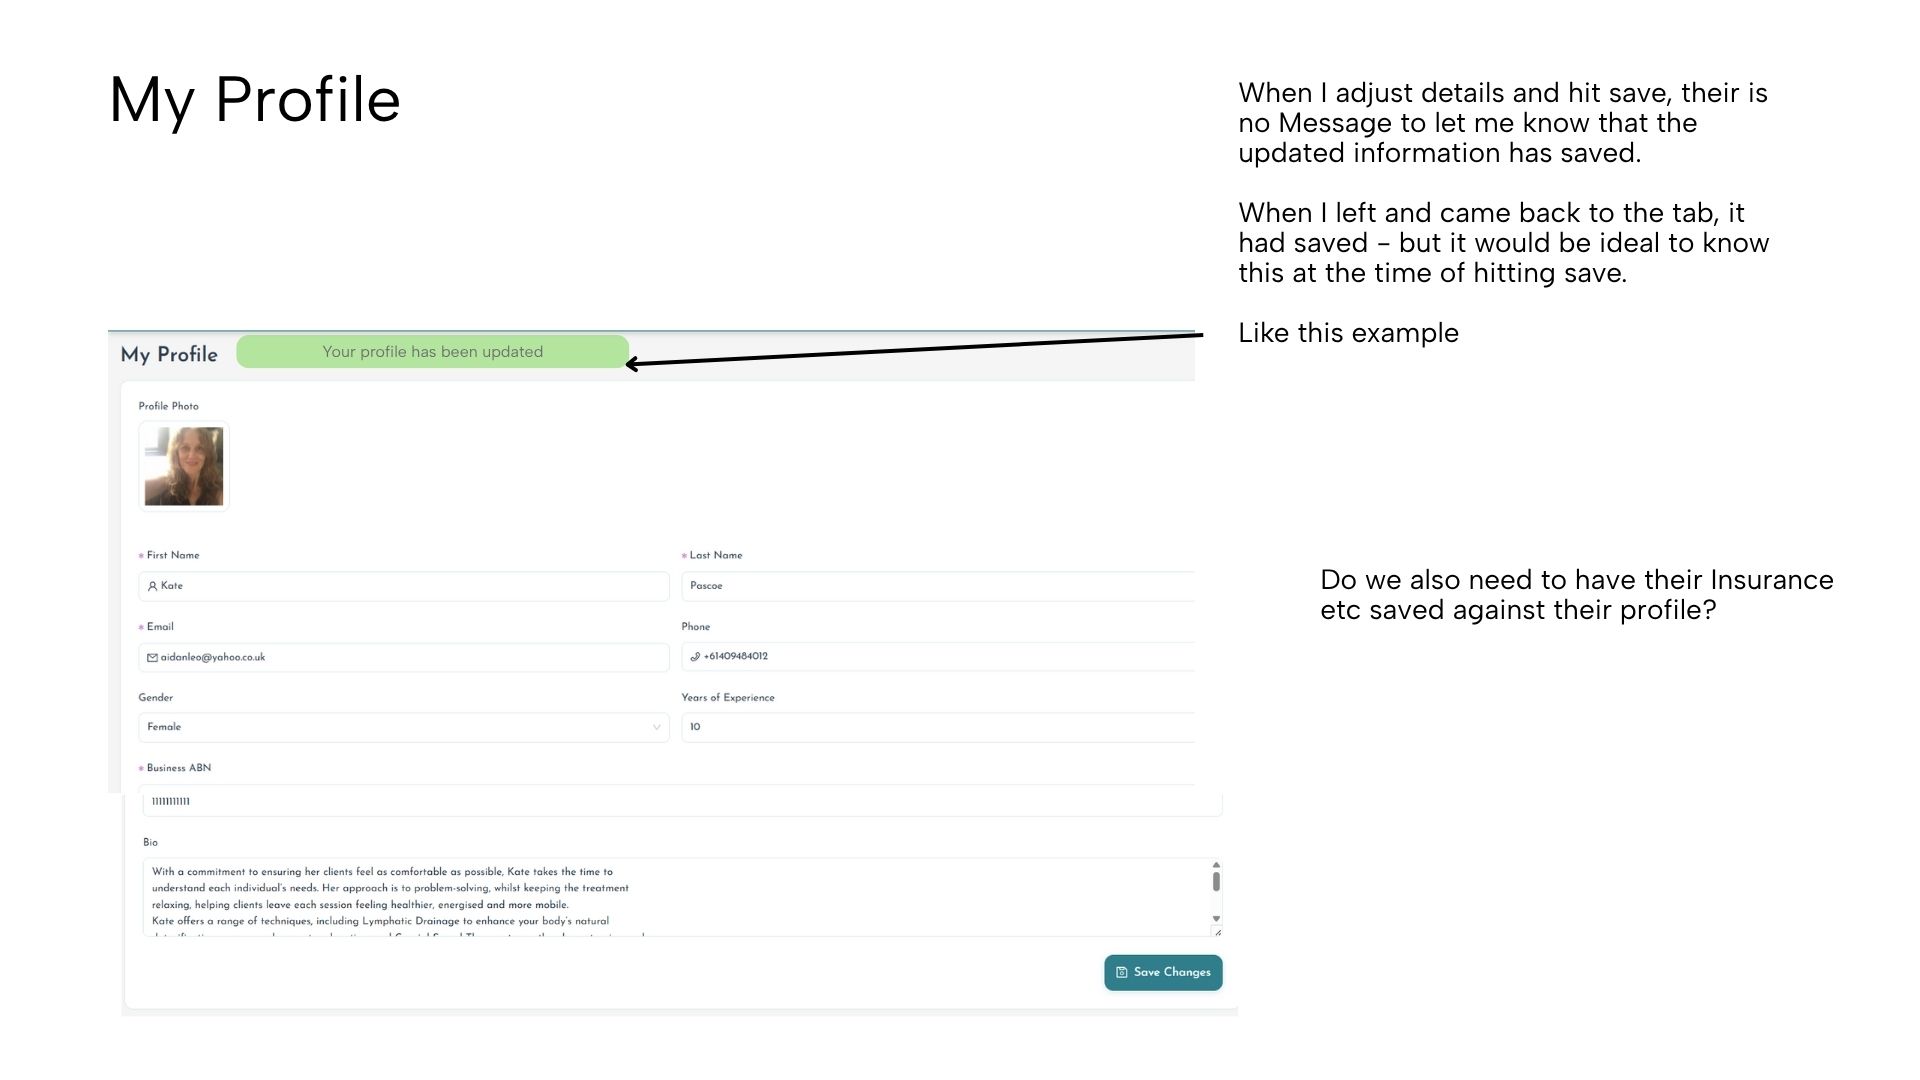 My Profile
When I adjust details and hit save, their is
no Message to let me know that the
updated information has saved.
When I left and came back to the tab, it
had saved - but it would be ideal to know
this at the time of hitting save.
Like this example
My Profile
Your profile has been updated
Profile Photo
* First Name
Kate
* Last Name
Pascoe
* Email
aidanleo@yahoo.co.uk
Phone
+61409484012
Gender
Female
Years of Experience
10
* Business ABN
11111111111
Bio
With a commitment to ensuring her clients feel as comfortable as possible, Kate takes the time to
understand each individual's needs. Her approach is to problem-solving, whilst keeping the treatment
relaxing, helping clients leave each session feeling healthier, energised and more mobile.
Kate offers a range of techniques, including Lymphatic Drainage to enhance your body's natural
Save Changes
Do we also need to have their Insurance
etc saved against their profile?